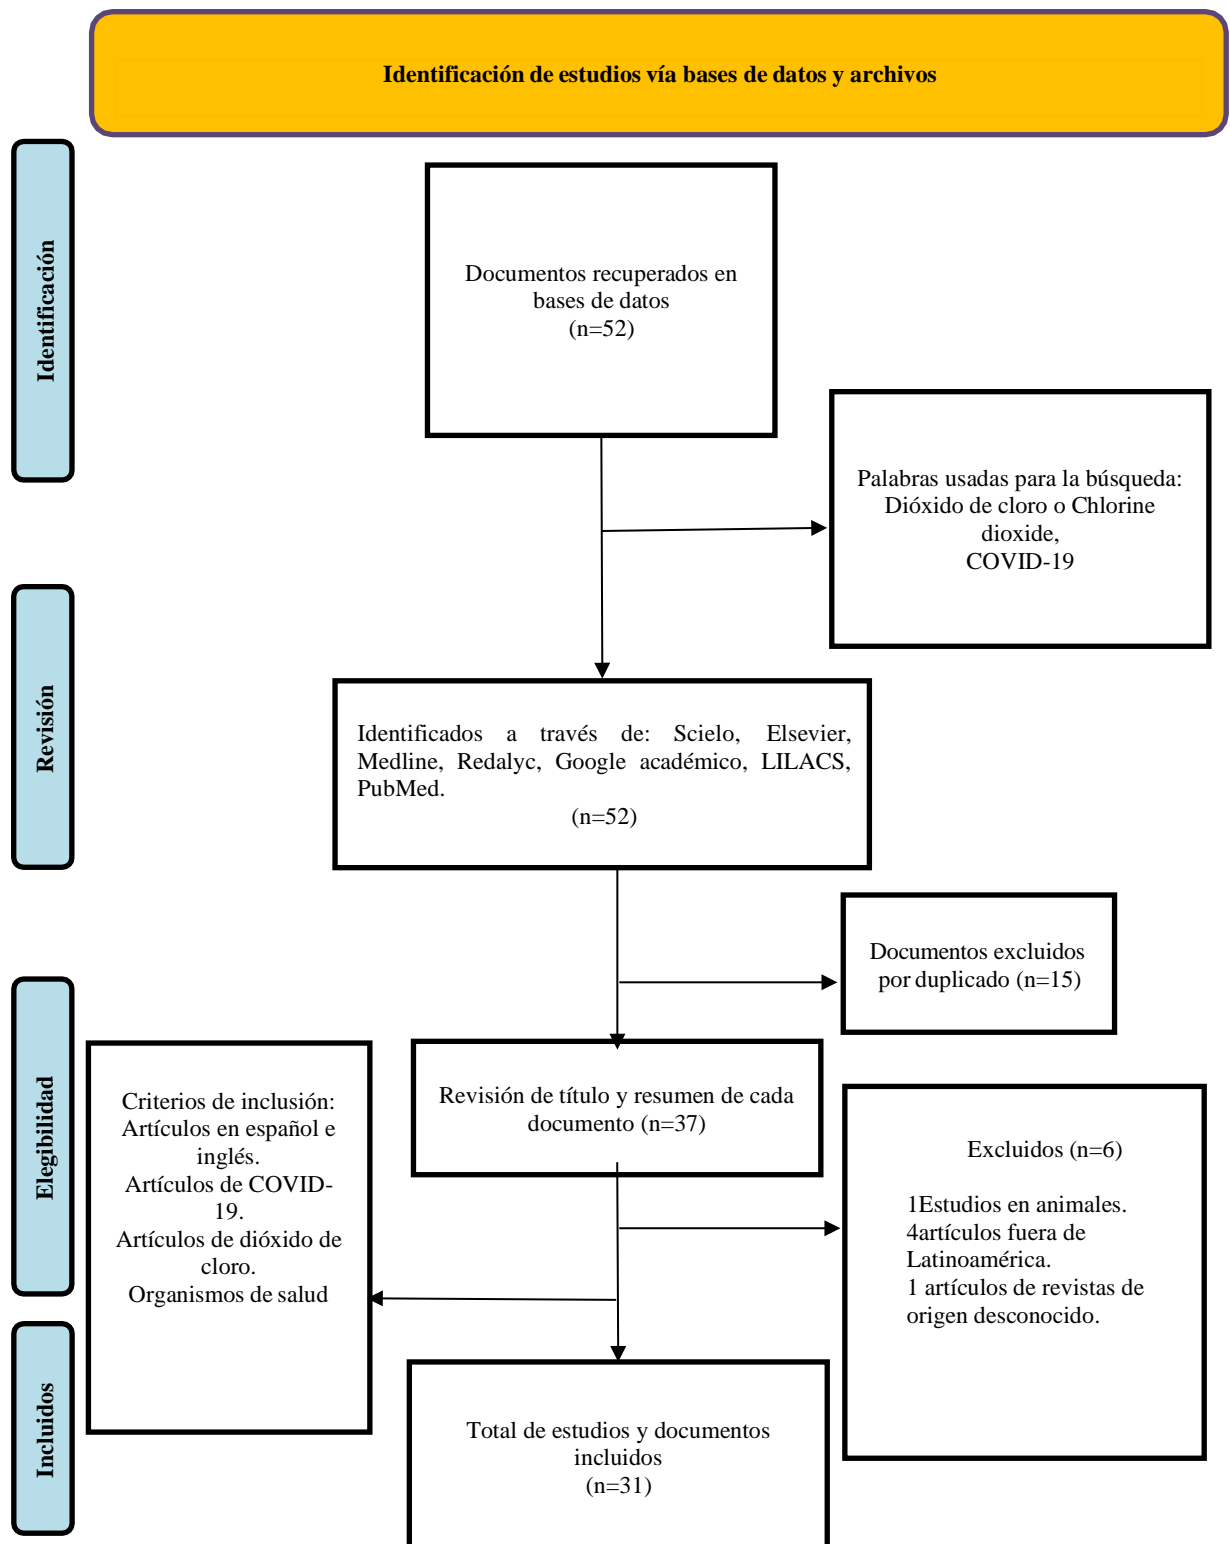 Identificación de estudios vía bases de datos y archivos
Identificación
Documentos recuperados en
bases de datos
(n=52)
Palabras usadas para la búsqueda:
Dióxido de cloro o Chlorine
dioxide,
COVID-19
Revisión
Identificados a través de: Scielo, Elsevier,
Medline, Redalyc, Google académico, LILACS,
PubMed.
(n=52)
Documentos excluidos
por duplicado (n=15)
Elegibilidad
Criterios de inclusión:
Artículos en español e
inglés.
Artículos de COVID-
19.
Artículos de dióxido de
cloro.
Organismos de salud
Revisión de título y resumen de cada
documento (n=37)
Excluidos (n=6)
1Estudios en animales.
4artículos fuera de
Latinoamérica.
1 artículos de revistas de
origen desconocido.
Incluidos
Total de estudios y documentos
incluidos
(n=31)